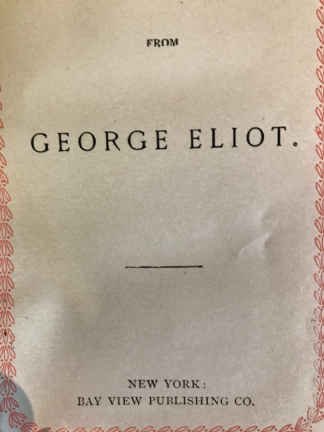 FROM
GEORGE ELIOT.
NEW YORK:
BAY VIEW PUBLISHING CO.